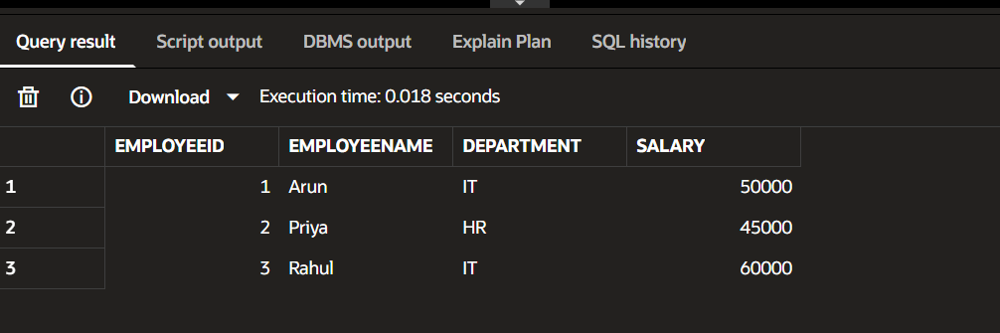 Query result Script output DBMS output Explain Plan SQL history
Download Execution time: 0.018 seconds
EMPLOYEEID EMPLOYEENAME DEPARTMENT SALARY
1 1 Arun IT 50000
2 2 Priya HR 45000
3 3 Rahul IT 60000